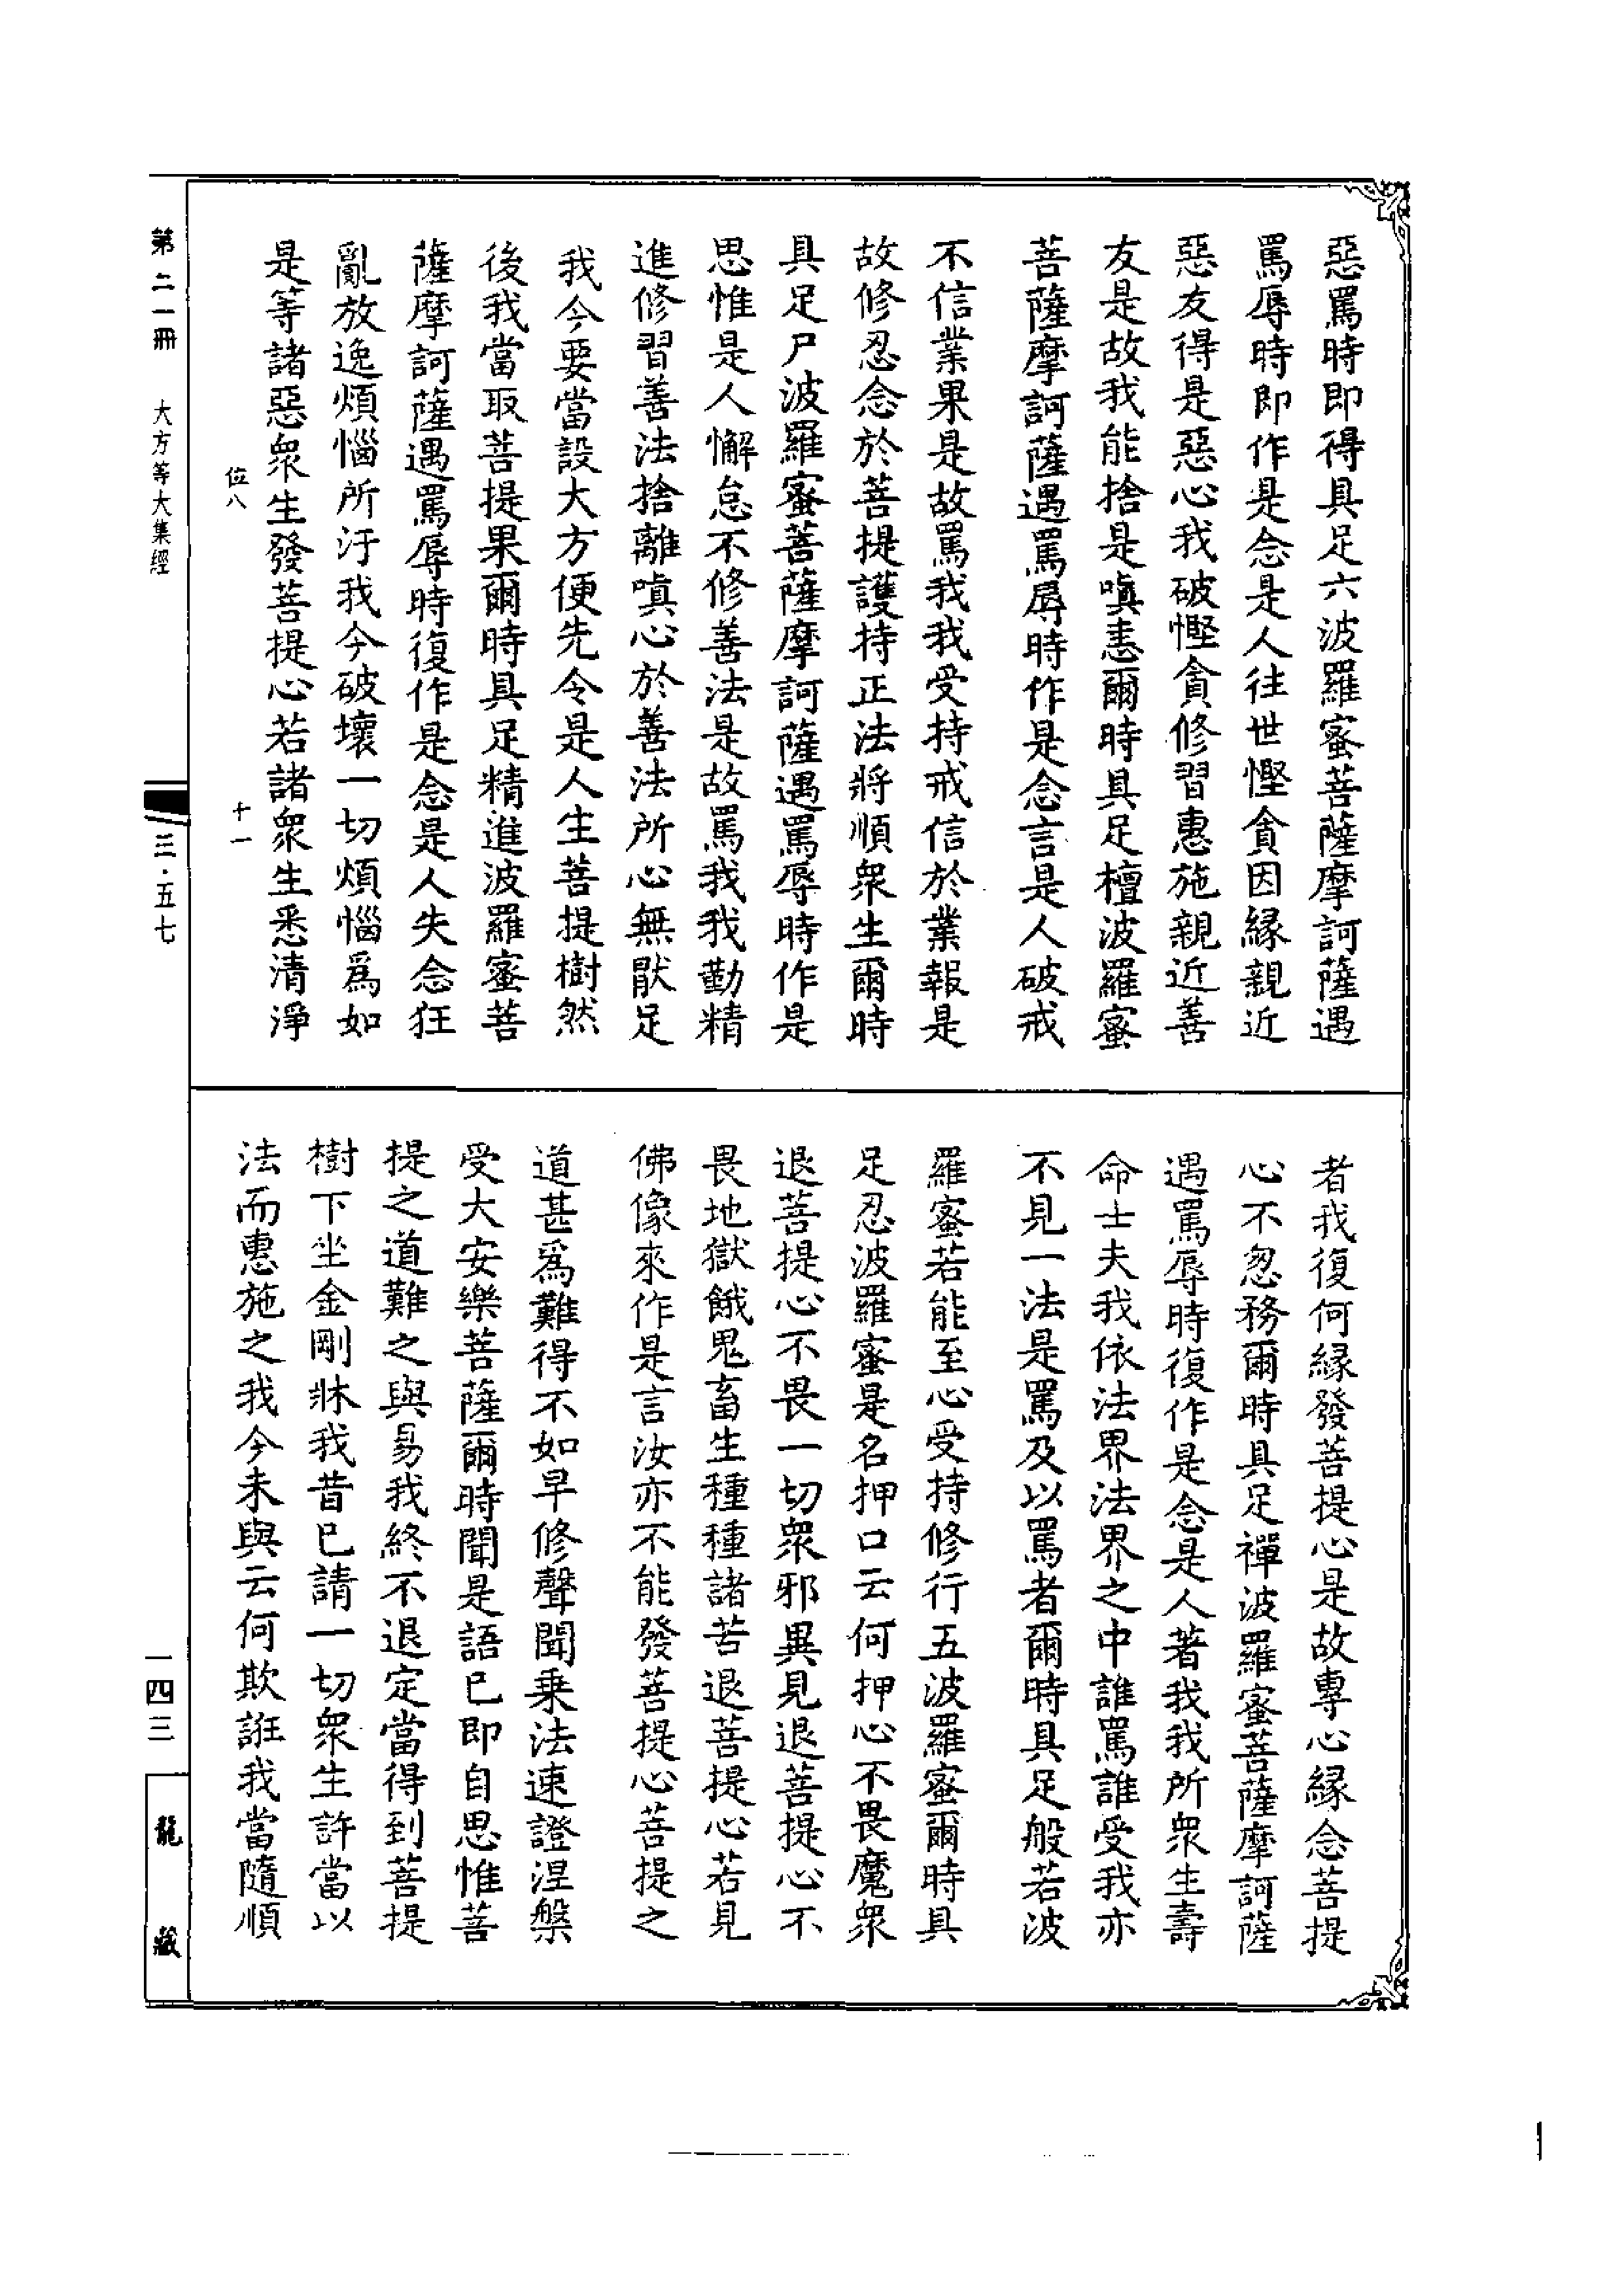 惡罵時即得具足六波羅蜜菩薩摩訶薩遇
罵辱時即作是念是人往世慳貪因緣親近
惡友得是惡心我破慳貪修習惠施親近善
友是故我能捨是嗔恚爾時具足檀波羅蜜
菩薩摩訶薩遇罵辱時作是念言是人破戒
不信業果是故罵我我受持戒信於業報是
故修忍念於菩提護持正法將順衆生爾時
具足尸波羅蜜菩薩摩訶薩遇罵辱時作是
思惟是人懈怠不修善法是故罵我我勤精
進修習善法捨離嗔心於善法所心無猒足
我今要當設大方便先令是人坐菩提樹然
後我當取菩提果爾時具足精進波羅蜜菩
薩摩訶薩遇罵辱時復作是念是人失念狂
亂放逸煩惱所汙我今破壞一切煩惱爲如
是等諸惡衆生發菩提心若諸衆生悉清淨
者我復何緣發菩提心是故專心緣念菩提
心不忽務爾時具足禪波羅蜜菩薩摩訶薩
遇罵辱時復作是念是人著我我所衆生壽
命士夫我依法界法界之中誰罵誰受我亦
不見一法是罵及以罵者爾時具足般若波
羅蜜若能至心受持修行五波羅蜜爾時具
足忍波羅蜜是名押口云何押心不畏魔衆
退菩提心不畏一切衆邪異見退菩提心不
畏地獄餓鬼畜生種種諸苦退菩提心若見
佛像來作是言汝亦不能發菩提心菩提之
道甚爲難得不如早修聲聞乗法速證涅槃
受大安樂菩薩爾時聞是語已即自思惟菩
提之道難之與易我終不退定當得到菩提
樹下坐金剛牀我昔已請一切衆生許當以
法而惠施之我今未與云何欺誑我當隨順
第二一冊　大方等大集經
位八　十一
三·五七
一四三
龍藏